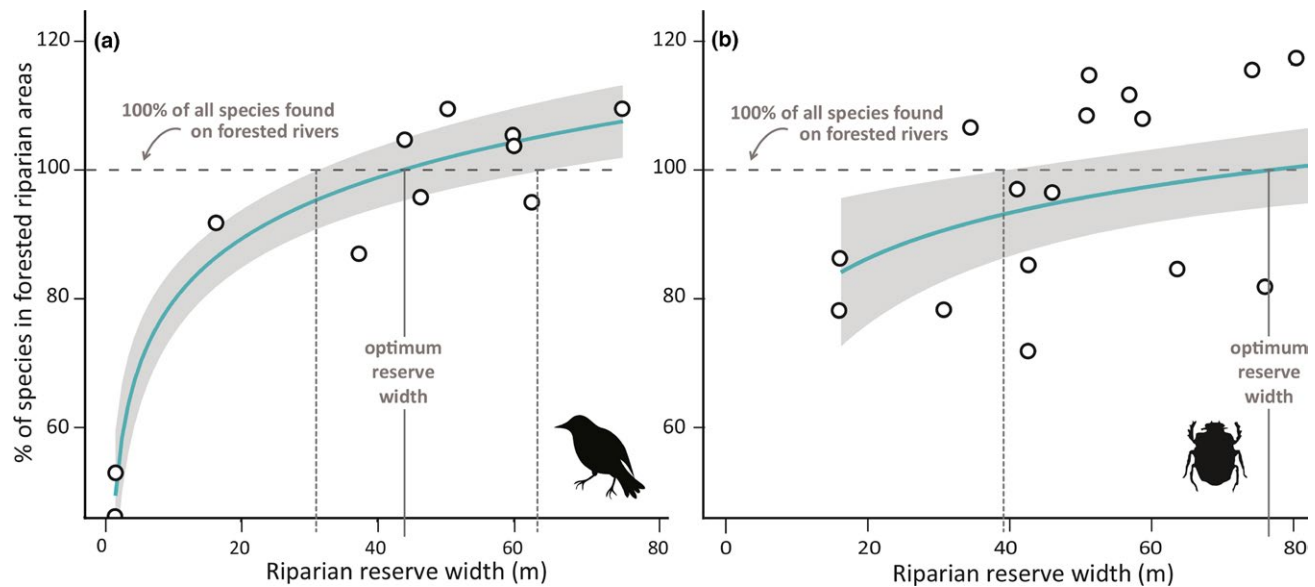 % of species in forested riparian areas
(a)
120
100
80
60
100% of all species found
on forested rivers
optimum
reserve
width
0 20 40 60 80
Riparian reserve width (m)
(b)
120
100
80
60
100% of all species found
on forested rivers
optimum
reserve
width
0 20 40 60 80
Riparian reserve width (m)